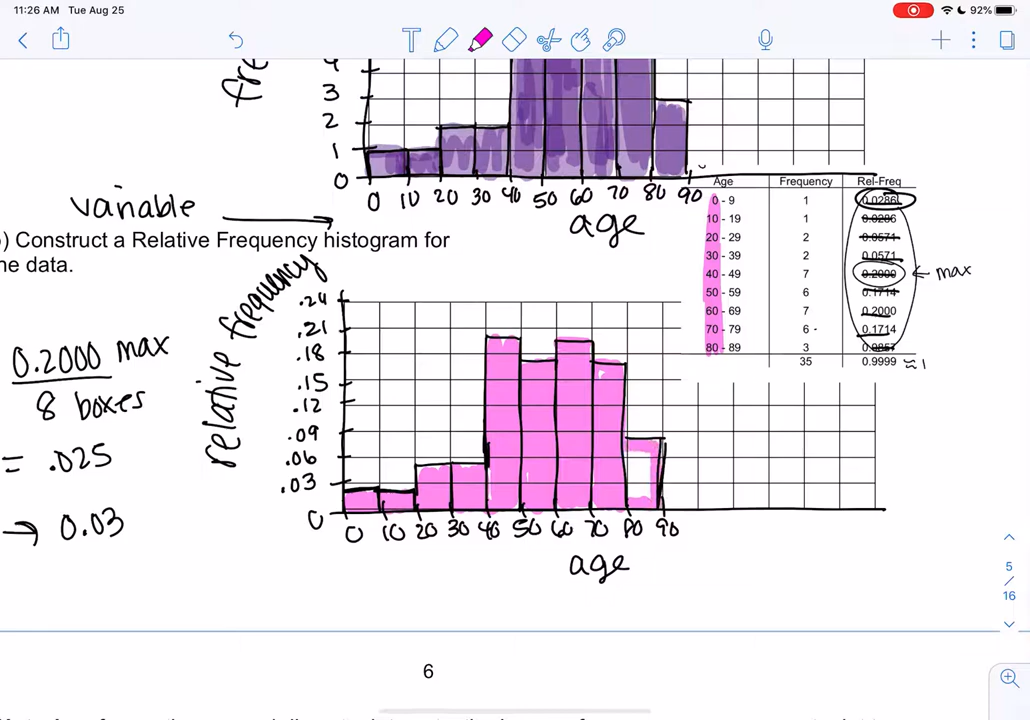 11:26 AM Tue Aug 25
92%
T
4
3
2
1
0
fre
0 10 20 30 40 50 60 70 80 90
age
variable
) Construct a Relative Frequency histogram for
he data.
Age Frequency Rel-Freq
0 - 9 1 0.0286
10 - 19 1 0.0286
20 - 29 2 0.0571
30 - 39 2 0.0571
40 - 49 7 0.2000 ← max
50 - 59 6 0.1714
60 - 69 7 0.2000
70 - 79 6 0.1714
80 - 89 3 0.0857
35 0.9999 ≈ 1
relative frequency
.24
.21
.18
.15
.12
.09
.06
.03
0
0 10 20 30 40 50 60 70 80 90
age
0.2000 max
8 boxes
= .025
→ 0.03
5
/
16
6